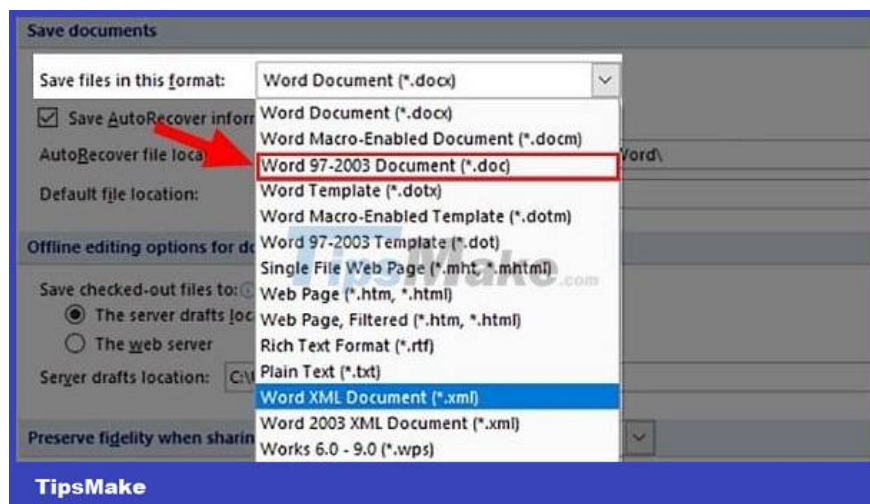 Save documents
Save files in this format: Word Document (*.docx)
Save AutoRecover inforr
Word Document (*.docx)
Word Macro-Enabled Document (*.docm)
AutoRecover file loca
Word\
Word 97-2003 Document (*.doc)
Default file location:
Word Template (*.dotx)
Word Macro-Enabled Template (*.dotm)
Offline editing options for do
Word 97-2003 Template (*.dot)
Single File Web Page (*.mht, *.mhtml)
TipsMake.com
Save checked-out files to:
Web Page (*.htm, *.html)
The server drafts loc
Web Page, Filtered (*.htm, *.html)
The web server
Rich Text Format (*.rtf)
Server drafts location: C:\
Plain Text (*.txt)
Word XML Document (*.xml)
Word 2003 XML Document (*.xml)
Preserve fidelity when sharin
Works 6.0 - 9.0 (*.wps)
TipsMake